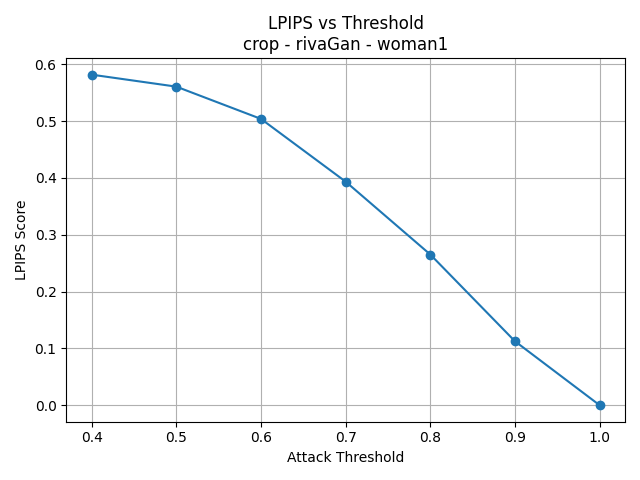 LPIPS vs Threshold
crop - rivaGan - woman1
0.6
0.5
0.4
0.3
0.2
0.1
0.0
LPIPS Score
0.4 0.5 0.6 0.7 0.8 0.9 1.0
Attack Threshold